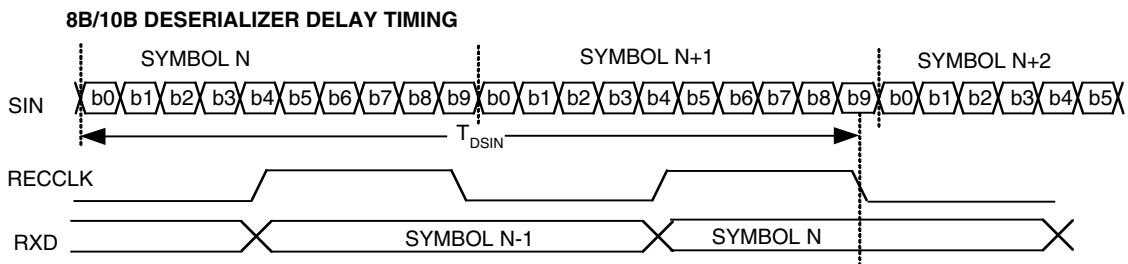 8B/10B DESERIALIZER DELAY TIMING
SYMBOL N SYMBOL N+1 SYMBOL N+2
SIN b0 b1 b2 b3 b4 b5 b6 b7 b8 b9 b0 b1 b2 b3 b4 b5 b6 b7 b8 b9 b0 b1 b2 b3 b4 b5
TDSIN
RECCLK
RXD SYMBOL N-1 SYMBOL N